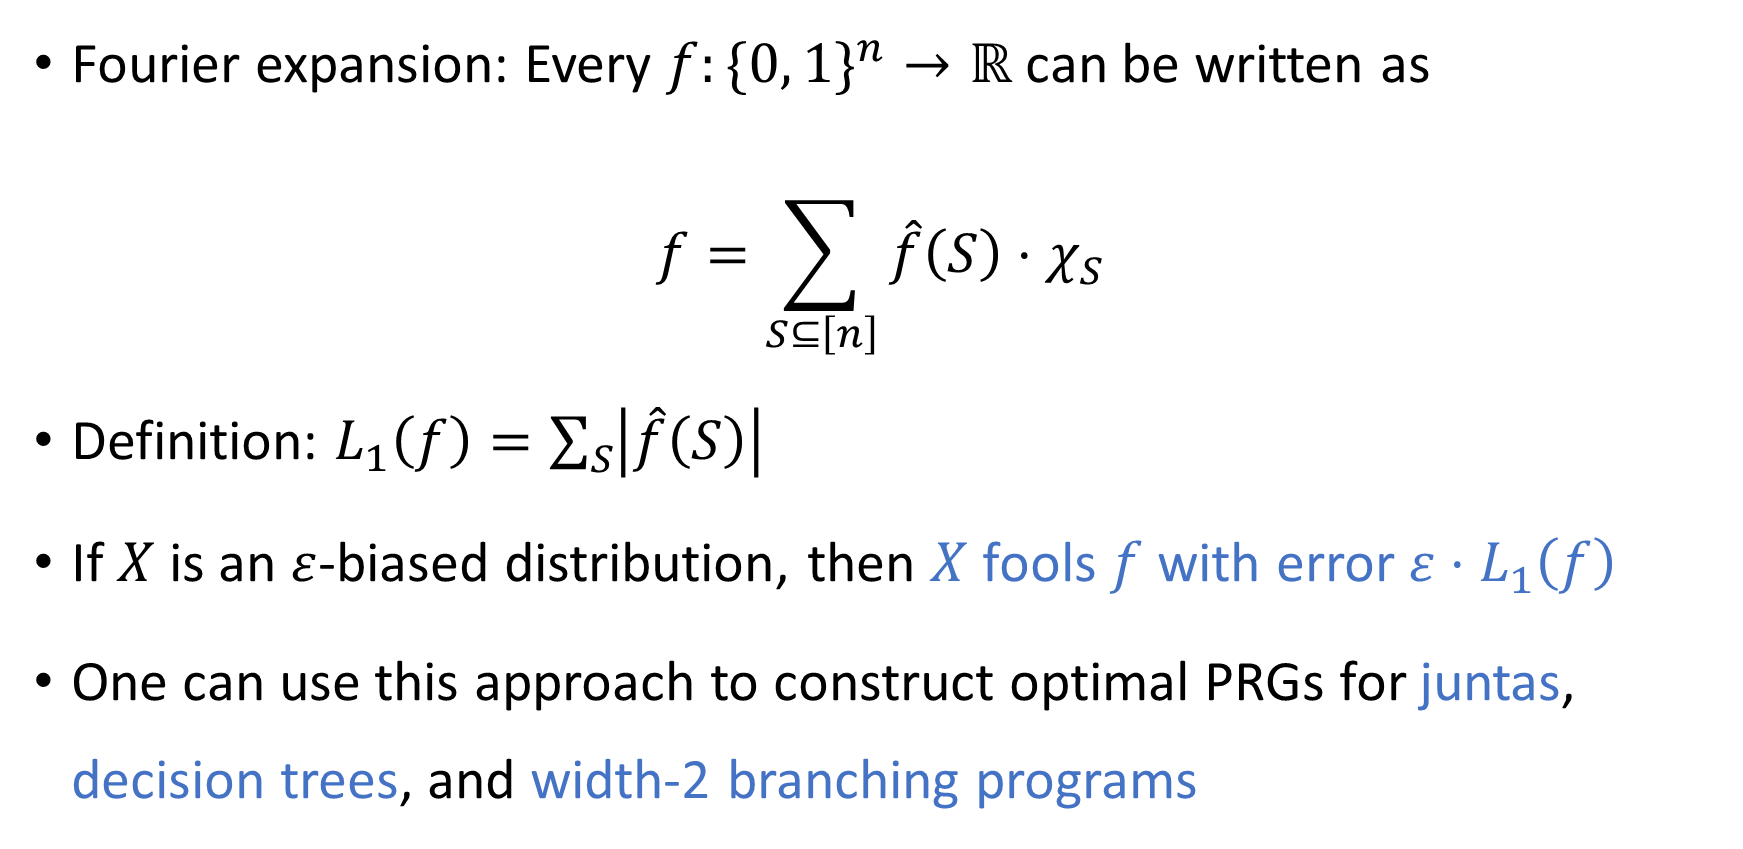 • Fourier expansion: Every 𝑓: {0, 1}ⁿ → ℝ can be written as
𝑓 = ∑_{S⊆[n]} 𝑓̂(S) · χ_S
• Definition: L₁(𝑓) = ∑_S |𝑓̂(S)|
• If X is an ε-biased distribution, then X fools 𝑓 with error ε · L₁(𝑓)
• One can use this approach to construct optimal PRGs for juntas,
decision trees, and width-2 branching programs